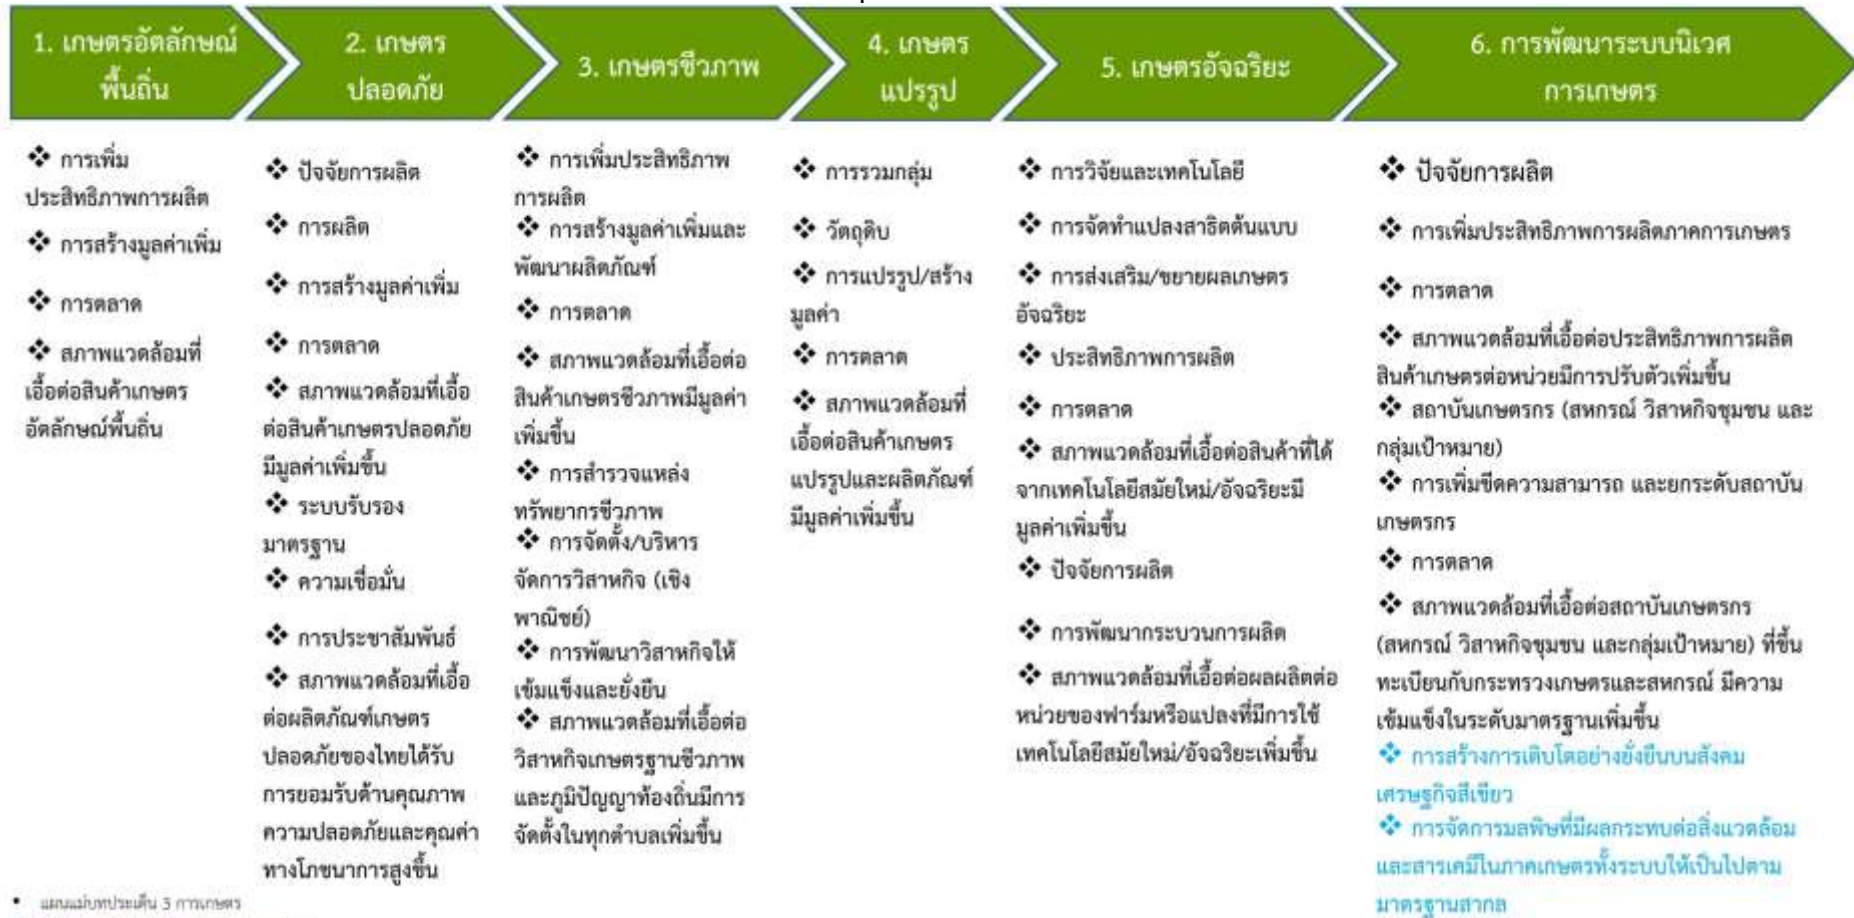 1. เกษตรอัตลักษณ์
พื้นถิ่น
2. เกษตร
ปลอดภัย
3. เกษตรชีวภาพ
4. เกษตร
แปรรูป
5. เกษตรอัจฉริยะ
6. การพัฒนาระบบนิเวศ
การเกษตร
❖ การเพิ่ม
ประสิทธิภาพการผลิต
❖ การสร้างมูลค่าเพิ่ม
❖ การตลาด
❖ สภาพแวดล้อมที่
เอื้อต่อสินค้าเกษตร
อัตลักษณ์พื้นถิ่น
❖ ปัจจัยการผลิต
❖ การผลิต
❖ การสร้างมูลค่าเพิ่ม
❖ การตลาด
❖ สภาพแวดล้อมที่เอื้อ
ต่อสินค้าเกษตรปลอดภัย
มีมูลค่าเพิ่มขึ้น
❖ ระบบรับรอง
มาตรฐาน
❖ ความเชื่อมั่น
❖ การประชาสัมพันธ์
❖ สภาพแวดล้อมที่เอื้อ
ต่อผลิตภัณฑ์เกษตร
ปลอดภัยของไทยได้รับ
การยอมรับด้านคุณภาพ
ความปลอดภัยและคุณค่า
ทางโภชนาการสูงขึ้น
❖ การเพิ่มประสิทธิภาพ
การผลิต
❖ การสร้างมูลค่าเพิ่มและ
พัฒนาผลิตภัณฑ์
❖ การตลาด
❖ สภาพแวดล้อมที่เอื้อต่อ
สินค้าเกษตรชีวภาพมีมูลค่า
เพิ่มขึ้น
❖ การสำรวจแหล่ง
ทรัพยากรชีวภาพ
❖ การจัดตั้ง/บริหาร
จัดการวิสาหกิจ (เชิง
พาณิชย์)
❖ การพัฒนาวิสาหกิจให้
เข้มแข็งและยั่งยืน
❖ สภาพแวดล้อมที่เอื้อต่อ
วิสาหกิจเกษตรฐานชีวภาพ
และภูมิปัญญาท้องถิ่นมีการ
จัดตั้งในทุกตำบลเพิ่มขึ้น
❖ การรวมกลุ่ม
❖ วัตถุดิบ
❖ การแปรรูป/สร้าง
มูลค่า
❖ การตลาด
❖ สภาพแวดล้อมที่
เอื้อต่อสินค้าเกษตร
แปรรูปและผลิตภัณฑ์
มีมูลค่าเพิ่มขึ้น
❖ การวิจัยและเทคโนโลยี
❖ การจัดทำแปลงสาธิตต้นแบบ
❖ การส่งเสริม/ขยายผลเกษตร
อัจฉริยะ
❖ ประสิทธิภาพการผลิต
❖ การตลาด
❖ สภาพแวดล้อมที่เอื้อต่อสินค้าที่ได้
จากเทคโนโลยีสมัยใหม่/อัจฉริยะมี
มูลค่าเพิ่มขึ้น
❖ ปัจจัยการผลิต
❖ การพัฒนากระบวนการผลิต
❖ สภาพแวดล้อมที่เอื้อต่อผลผลิตต่อ
หน่วยของฟาร์มหรือแปลงที่มีการใช้
เทคโนโลยีสมัยใหม่/อัจฉริยะเพิ่มขึ้น
❖ ปัจจัยการผลิต
❖ การเพิ่มประสิทธิภาพการผลิตภาคการเกษตร
❖ การตลาด
❖ สภาพแวดล้อมที่เอื้อต่อประสิทธิภาพการผลิต
สินค้าเกษตรต่อหน่วยมีการปรับตัวเพิ่มขึ้น
❖ สถาบันเกษตรกร (สหกรณ์ วิสาหกิจชุมชน และ
กลุ่มเป้าหมาย)
❖ การเพิ่มขีดความสามารถ และยกระดับสถาบัน
เกษตรกร
❖ การตลาด
❖ สภาพแวดล้อมที่เอื้อต่อสถาบันเกษตรกร
(สหกรณ์ วิสาหกิจชุมชน และกลุ่มเป้าหมาย) ที่ขึ้น
ทะเบียนกับกระทรวงเกษตรและสหกรณ์ มีความ
เข้มแข็งในระดับมาตรฐานเพิ่มขึ้น
❖ การสร้างการเติบโตอย่างยั่งยืนบนสังคม
เศรษฐกิจสีเขียว
❖ การจัดการมลพิษที่มีผลกระทบต่อสิ่งแวดล้อม
และสารเคมีในภาคเกษตรทั้งระบบให้เป็นไปตาม
มาตรฐานสากล
• แผนแม่บทประเด็น 3 การเกษตร